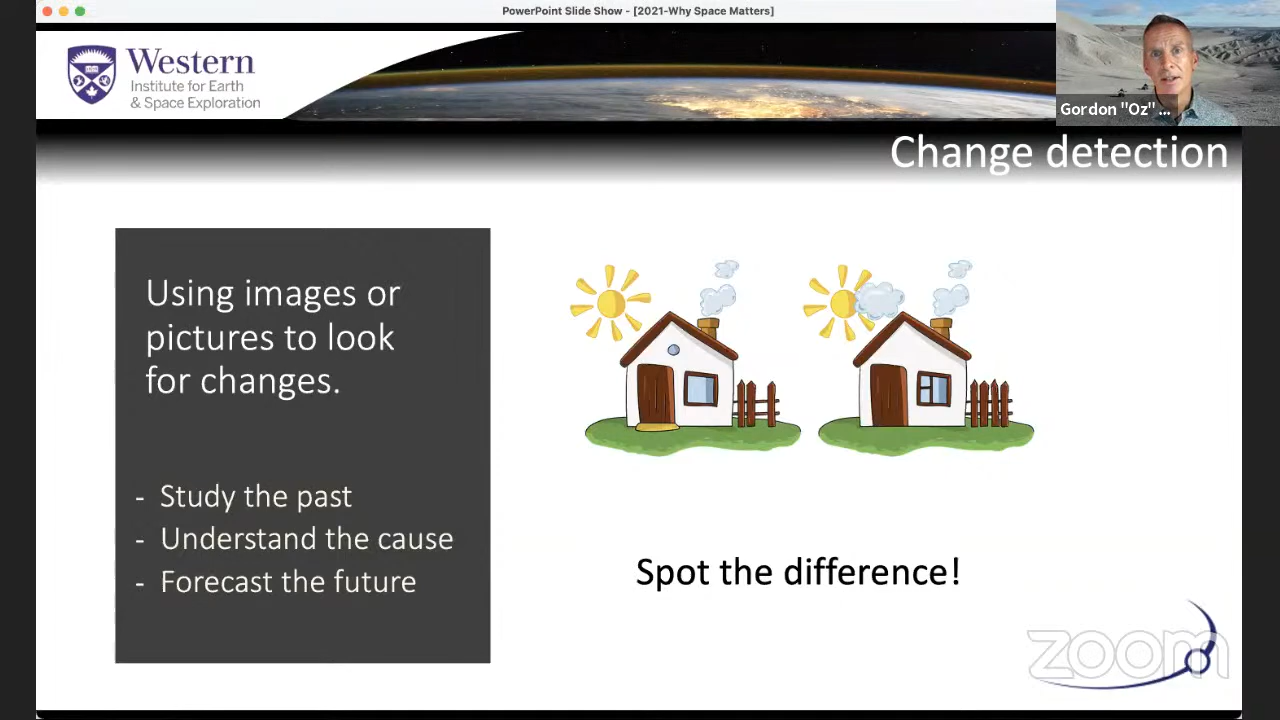 PowerPoint Slide Show - [2021-Why Space Matters]
Western
Institute for Earth
& Space Exploration
Gordon "Oz" ...
Change detection
Using images or
pictures to look
for changes.
- Study the past
- Understand the cause
- Forecast the future
Spot the difference!
zoom